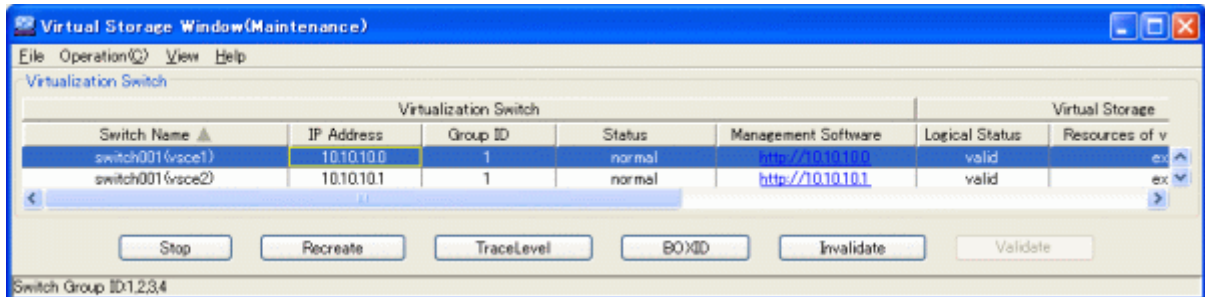 Virtual Storage Window(Maintenance)
File Operation(C) View Help
Virtualization Switch
Virtualization Switch Virtual Storage
Switch Name IP Address Group ID Status Management Software Logical Status Resources of v
switch001(vsce1) 10.10.10.0 1 normal http://10.10.10.0 valid ex
switch001(vsce2) 10.10.10.1 1 normal http://10.10.10.1 valid ex
Stop Recreate TraceLevel BOXID Invalidate Validate
Switch Group ID:1,2,3,4